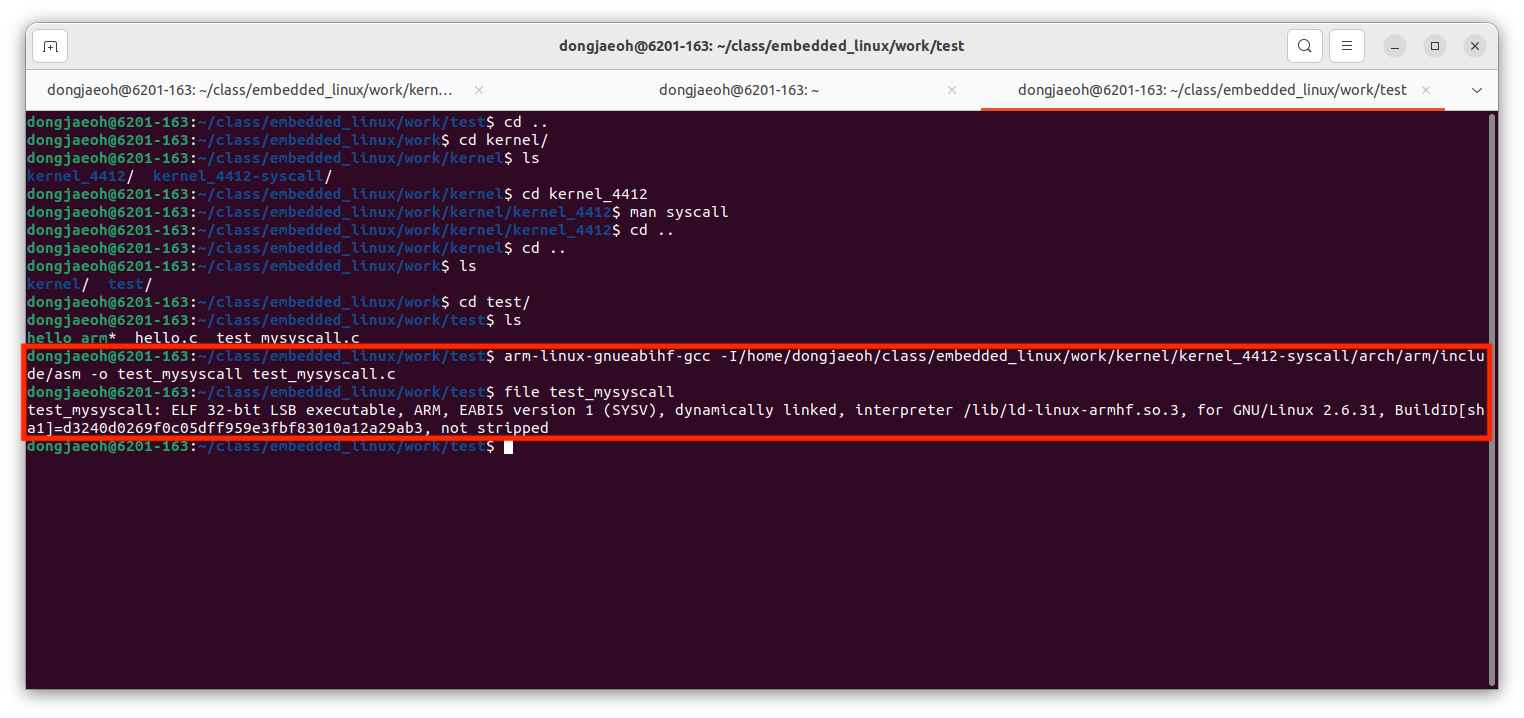 dongjaeoh@6201-163: ~/class/embedded_linux/work/test
dongjaeoh@6201-163: ~/class/embedded_linux/work/kern...
dongjaeoh@6201-163: ~
dongjaeoh@6201-163: ~/class/embedded_linux/work/test
dongjaeoh@6201-163:~/class/embedded_linux/work/test$ cd ..
dongjaeoh@6201-163:~/class/embedded_linux/work$ cd kernel/
dongjaeoh@6201-163:~/class/embedded_linux/work/kernel$ ls
kernel_4412/  kernel_4412-syscall/
dongjaeoh@6201-163:~/class/embedded_linux/work/kernel$ cd kernel_4412
dongjaeoh@6201-163:~/class/embedded_linux/work/kernel/kernel_4412$ man syscall
dongjaeoh@6201-163:~/class/embedded_linux/work/kernel/kernel_4412$ cd ..
dongjaeoh@6201-163:~/class/embedded_linux/work/kernel$ cd ..
dongjaeoh@6201-163:~/class/embedded_linux/work$ ls
kernel/  test/
dongjaeoh@6201-163:~/class/embedded_linux/work$ cd test/
dongjaeoh@6201-163:~/class/embedded_linux/work/test$ ls
hello_arm*  hello.c  test_mysyscall.c
dongjaeoh@6201-163:~/class/embedded_linux/work/test$ arm-linux-gnueabihf-gcc -I/home/dongjaeoh/class/embedded_linux/work/kernel/kernel_4412-syscall/arch/arm/inclu
de/asm -o test_mysyscall test_mysyscall.c
dongjaeoh@6201-163:~/class/embedded_linux/work/test$ file test_mysyscall
test_mysyscall: ELF 32-bit LSB executable, ARM, EABI5 version 1 (SYSV), dynamically linked, interpreter /lib/ld-linux-armhf.so.3, for GNU/Linux 2.6.31, BuildID[sh
a1]=d3240d0269f0c05dff959e3fbf83010a12a29ab3, not stripped
dongjaeoh@6201-163:~/class/embedded_linux/work/test$